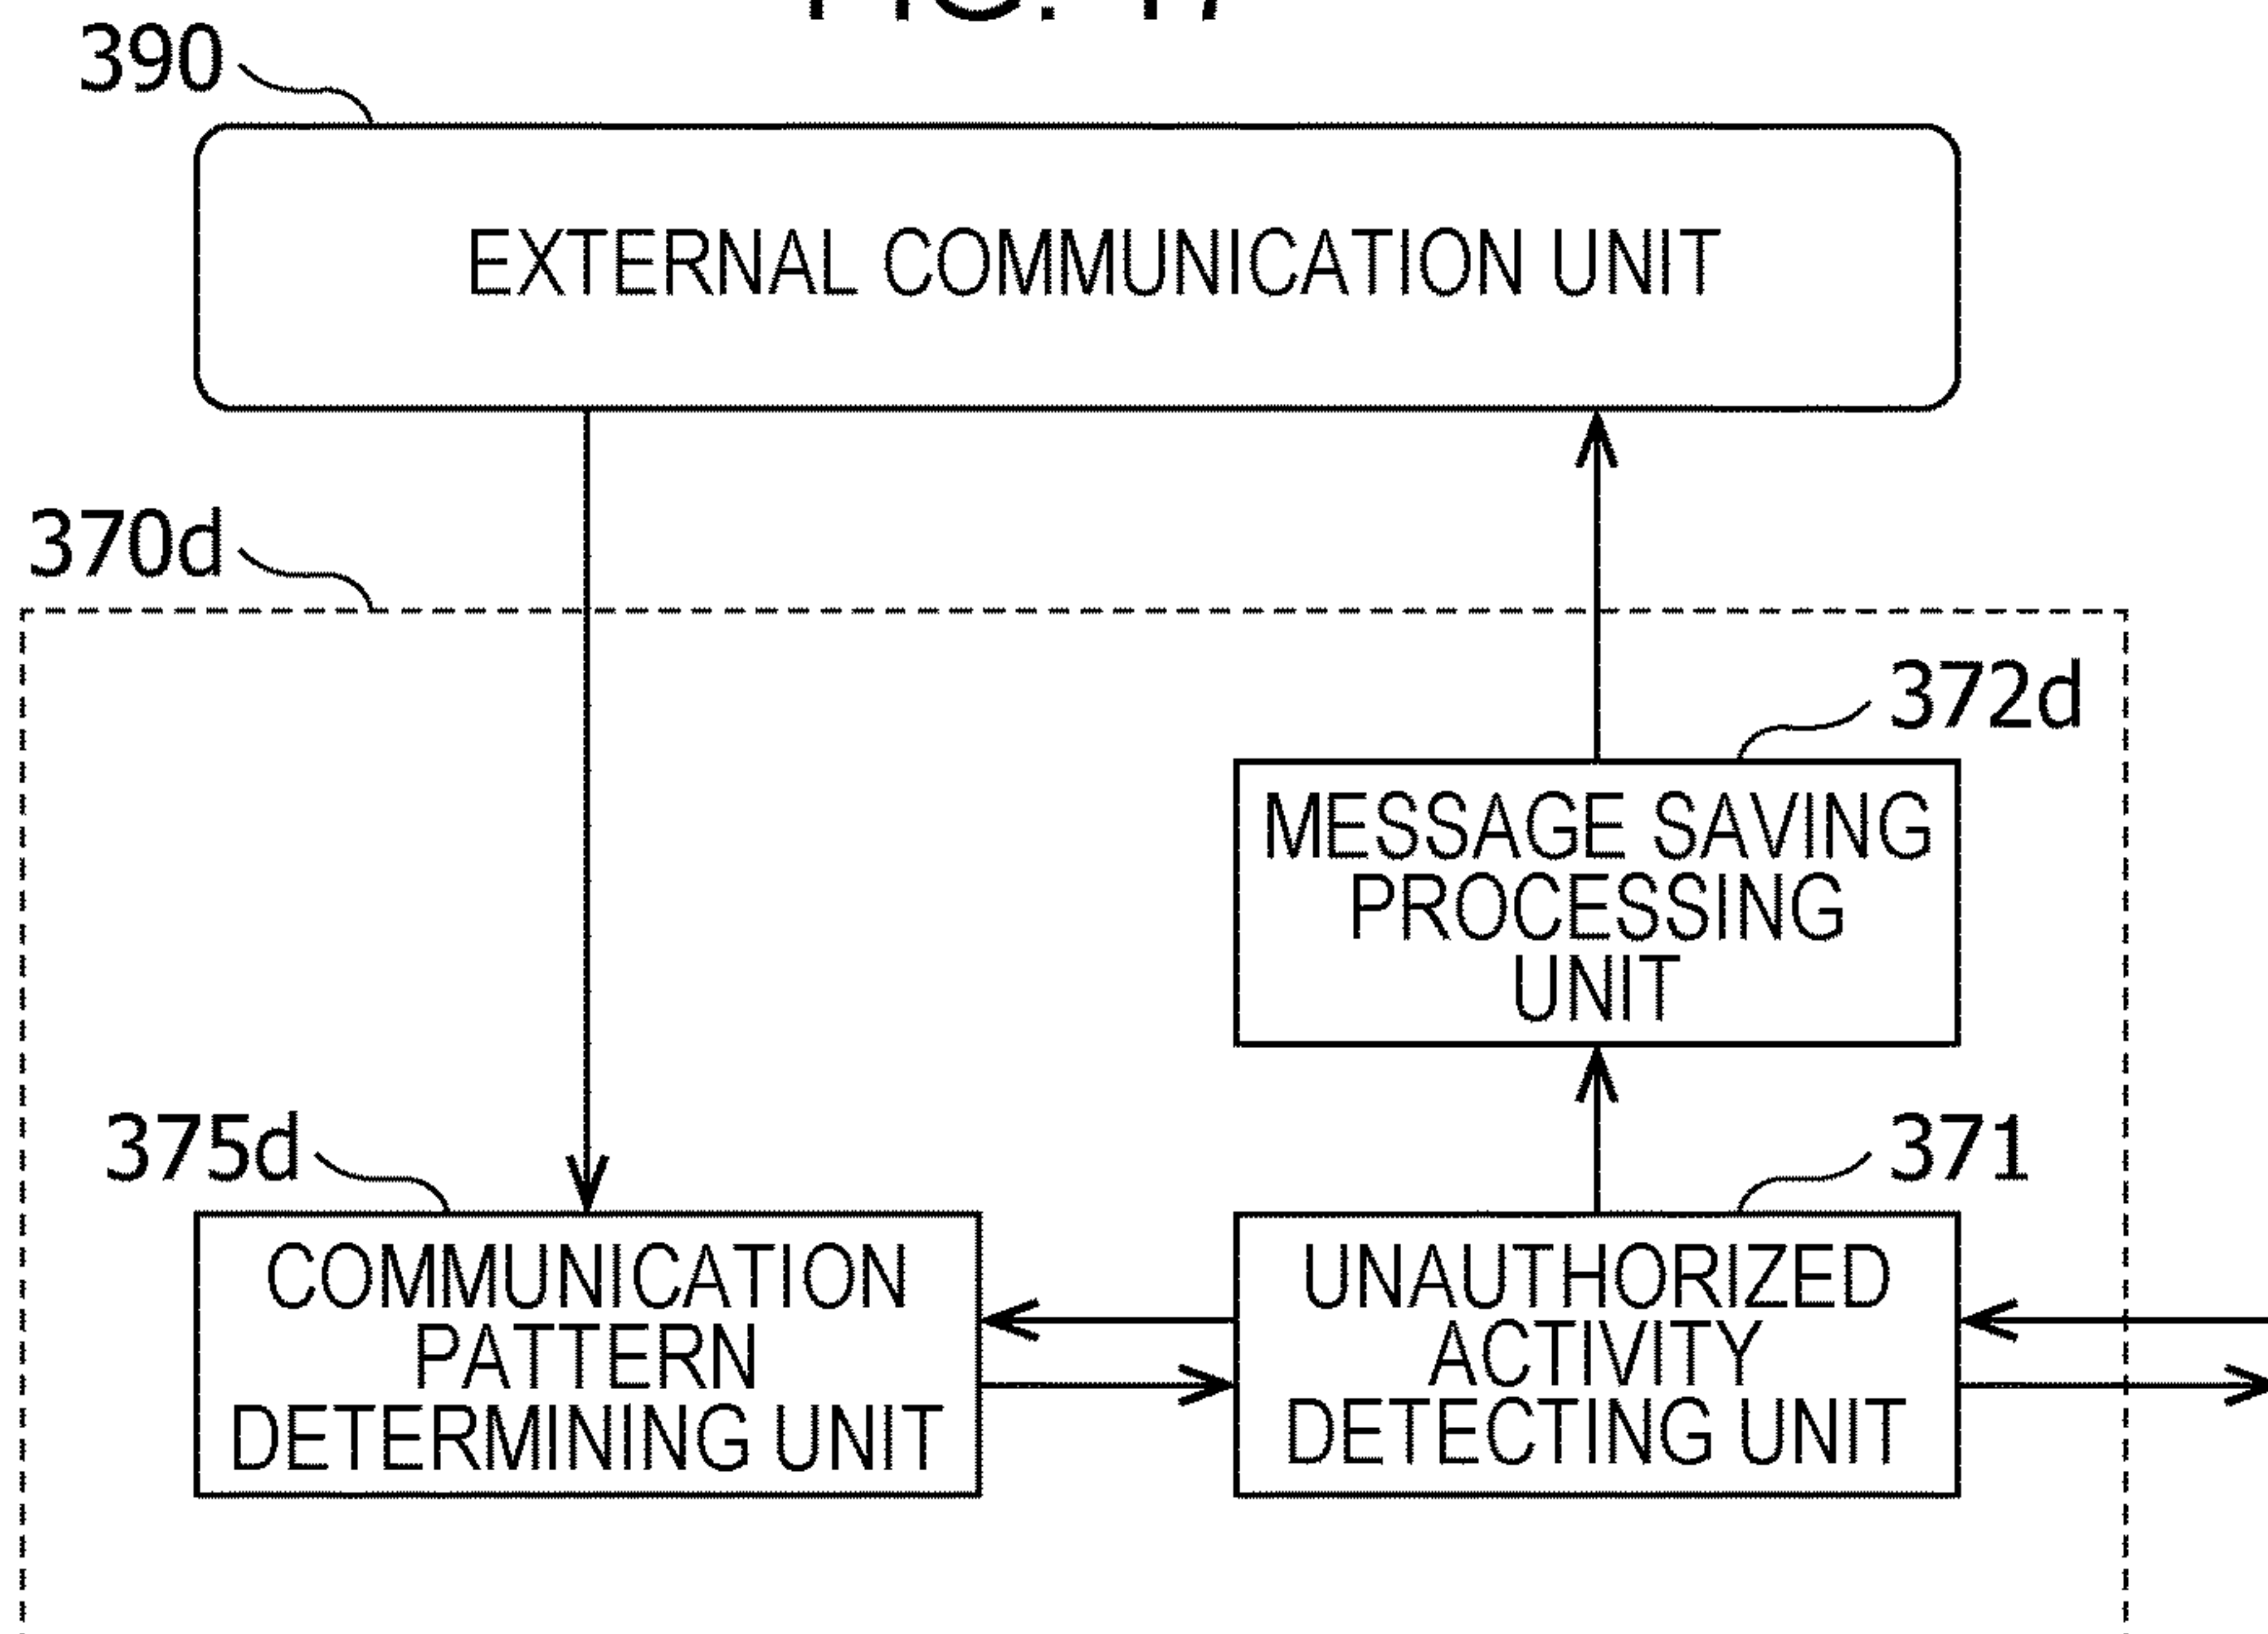 390
EXTERNAL COMMUNICATION UNIT
370d
372d
MESSAGE SAVING
PROCESSING
UNIT
375d
371
COMMUNICATION
PATTERN
DETERMINING UNIT
UNAUTHORIZED
ACTIVITY
DETECTING UNIT